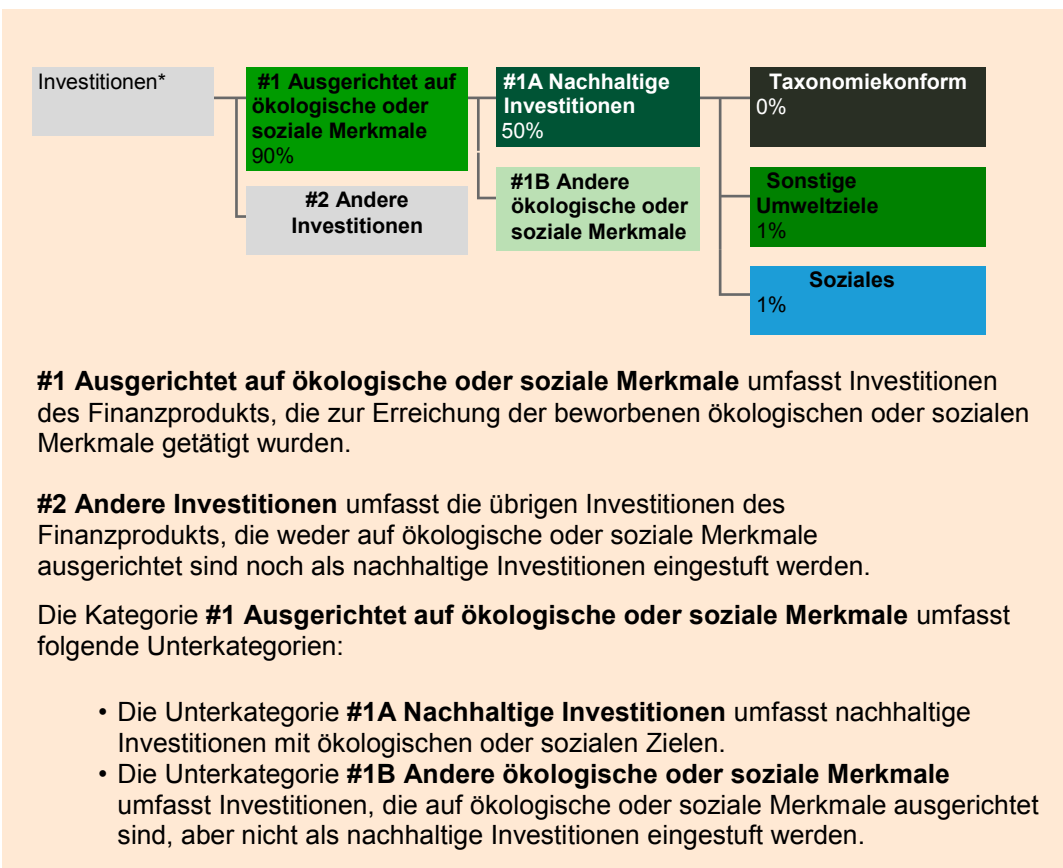 Investitionen*
#1 Ausgerichtet auf
ökologische oder
soziale Merkmale
90%
#2 Andere
Investitionen
#1A Nachhaltige
Investitionen
50%
#1B Andere
ökologische oder
soziale Merkmale
Taxonomiekonform
0%
Sonstige
Umweltziele
1%
Soziales
1%
#1 Ausgerichtet auf ökologische oder soziale Merkmale umfasst Investitionen
des Finanzprodukts, die zur Erreichung der beworbenen ökologischen oder sozialen
Merkmale getätigt wurden.
#2 Andere Investitionen umfasst die übrigen Investitionen des
Finanzprodukts, die weder auf ökologische oder soziale Merkmale
ausgerichtet sind noch als nachhaltige Investitionen eingestuft werden.
Die Kategorie #1 Ausgerichtet auf ökologische oder soziale Merkmale umfasst
folgende Unterkategorien:
• Die Unterkategorie #1A Nachhaltige Investitionen umfasst nachhaltige
Investitionen mit ökologischen oder sozialen Zielen.
• Die Unterkategorie #1B Andere ökologische oder soziale Merkmale
umfasst Investitionen, die auf ökologische oder soziale Merkmale ausgerichtet
sind, aber nicht als nachhaltige Investitionen eingestuft werden.